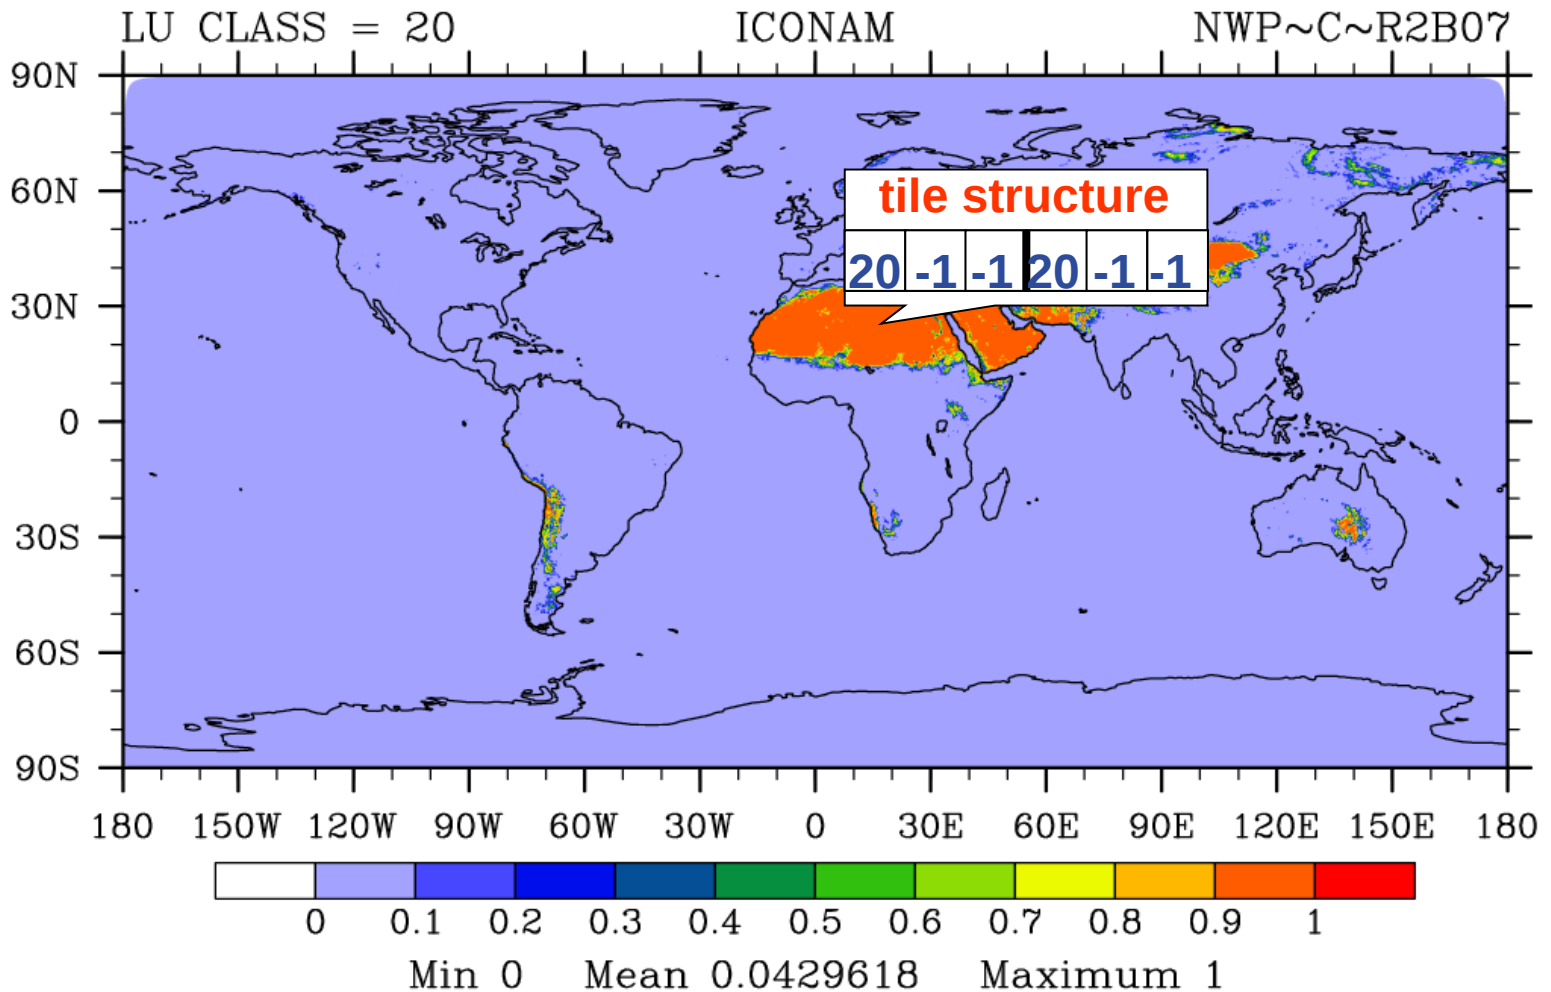 LU CLASS = 20 ICONAM NWP~C~R2B07
90N
60N
tile structure
20 -1 -1 20 -1 -1
30N
0
30S
60S
90S
180 150W 120W 90W 60W 30W 0 30E 60E 90E 120E 150E 180
0 0.1 0.2 0.3 0.4 0.5 0.6 0.7 0.8 0.9 1
Min 0 Mean 0.0429618 Maximum 1